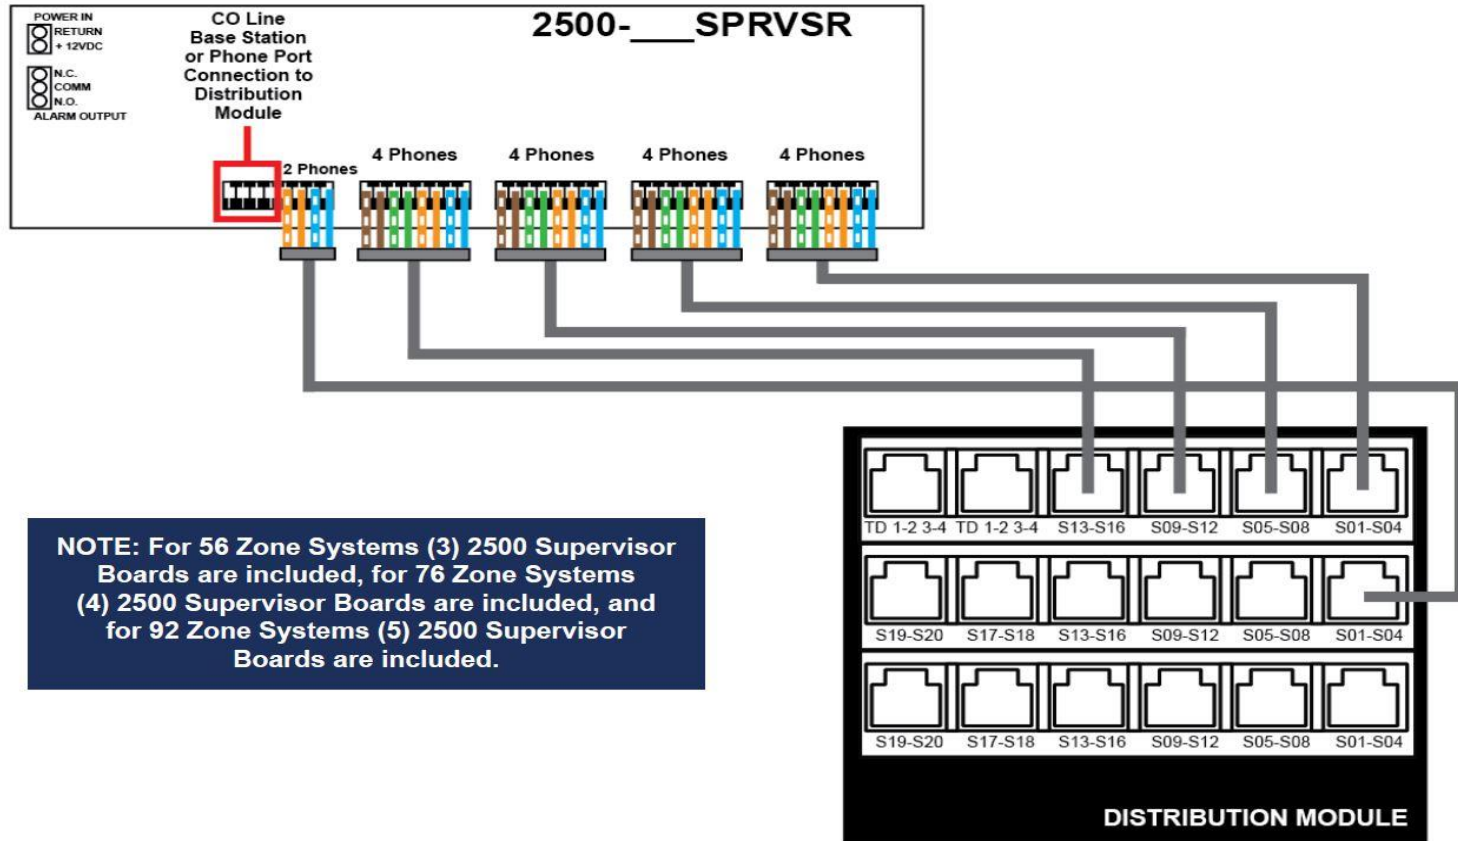 POWER IN
RETURN
+ 12VDC
N.C.
COMM
N.O.
ALARM OUTPUT
CO Line
Base Station
or Phone Port
Connection to
Distribution
Module
2500-___SPRVSR
2 Phones
4 Phones
4 Phones
4 Phones
4 Phones
NOTE: For 56 Zone Systems (3) 2500 Supervisor
Boards are included, for 76 Zone Systems
(4) 2500 Supervisor Boards are included, and
for 92 Zone Systems (5) 2500 Supervisor
Boards are included.
TD 1-2 3-4 TD 1-2 3-4 S13-S16 S09-S12 S05-S08 S01-S04
S19-S20 S17-S18 S13-S16 S09-S12 S05-S08 S01-S04
S19-S20 S17-S18 S13-S16 S09-S12 S05-S08 S01-S04
DISTRIBUTION MODULE